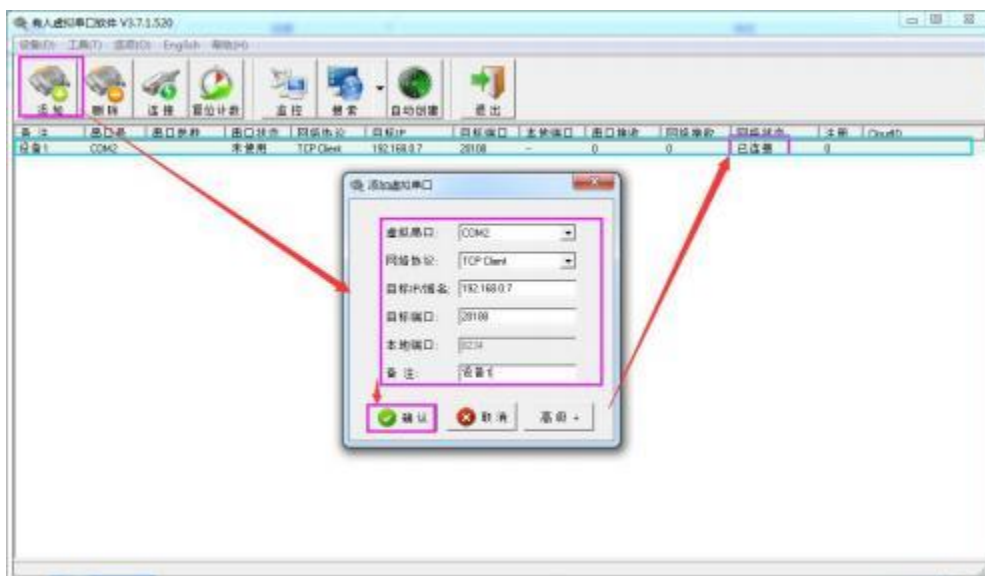 有人虚拟串口软件 V3.7.1.520
设备(D) 工具(T) 选项(O) English 帮助(H)
添加 删除 连接 复位计数 监控 搜索 自动创建 退出
备注 串口号 串口参数 串口状态 网络协议 目标IP 目标端口 本地端口 串口接收 网络接收 网络状态 注册 CloudID
设备1 COM2 未使用 TCP Client 192.168.0.7 20108 - 0 0 已连接 0
添加虚拟串口
虚拟串口: COM2
网络协议: TCP Client
目标IP/域名: 192.168.0.7
目标端口: 20108
本地端口: 8234
备 注: 设备1
确认 取消 高级 +